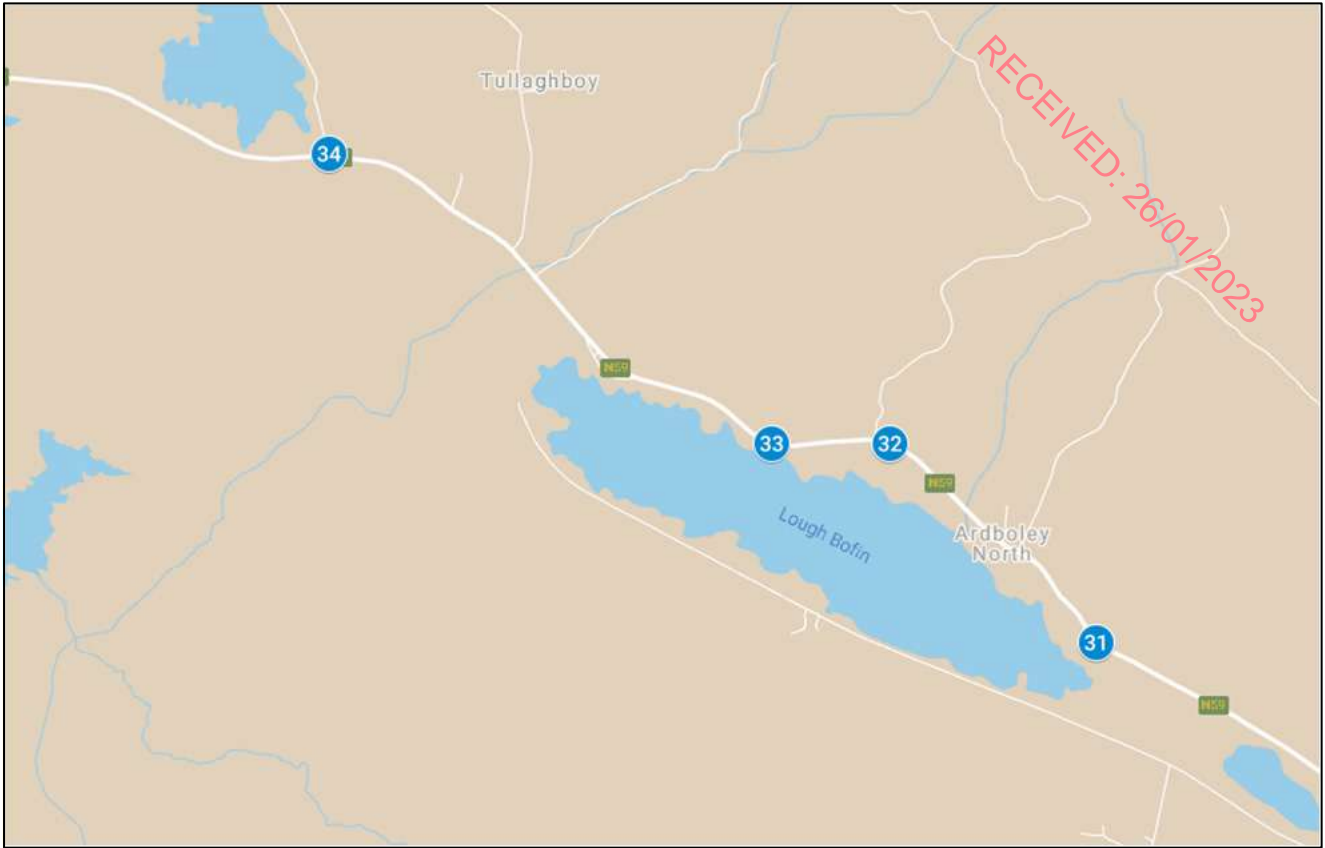 Tullaghboy
RECEIVED: 26/01/2023
34
N59
33
32
N59
Lough Bofin
Ardboley
North
31
N59